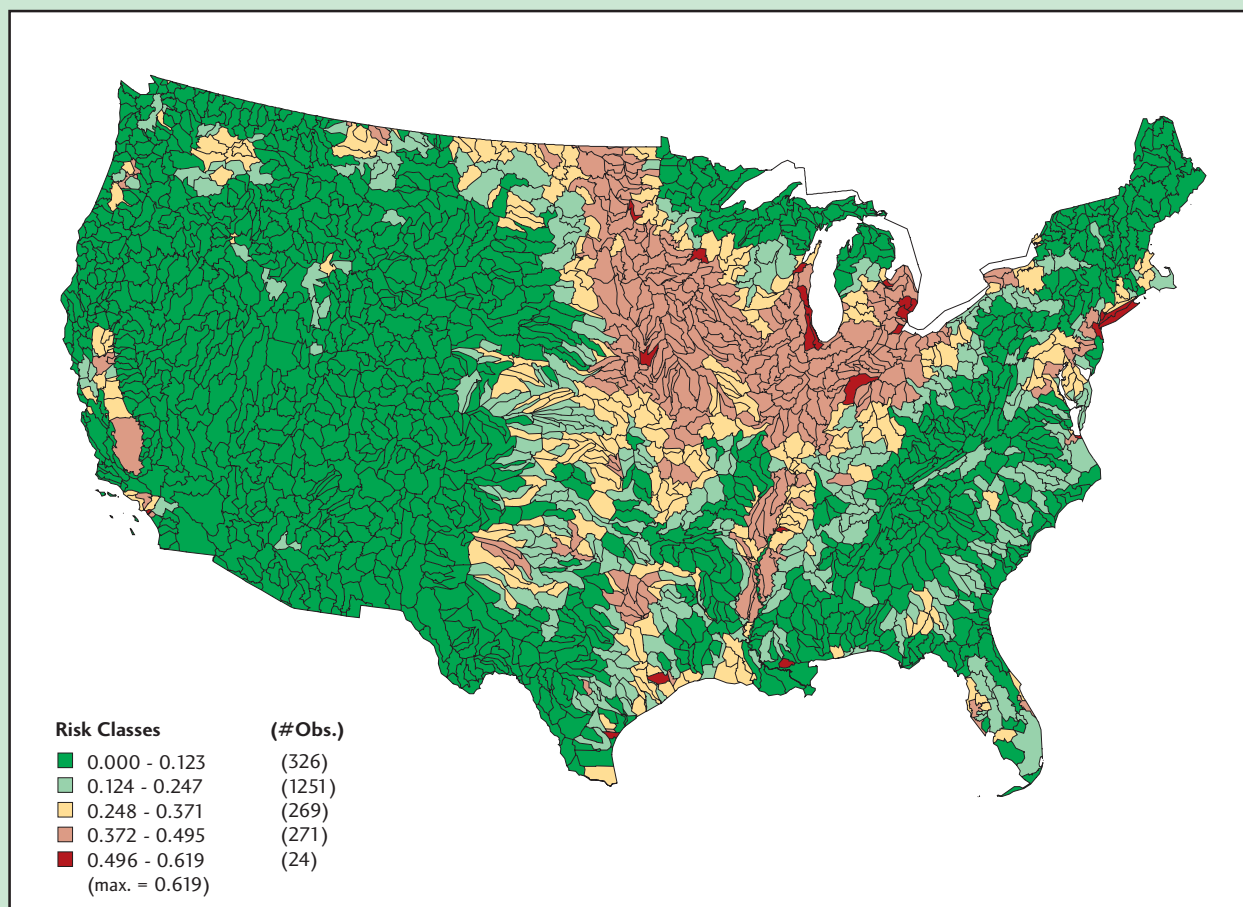 Risk Classes (#Obs.)
0.000 - 0.123 (326)
0.124 - 0.247 (1251)
0.248 - 0.371 (269)
0.372 - 0.495 (271)
0.496 - 0.619 (24)
(max. = 0.619)